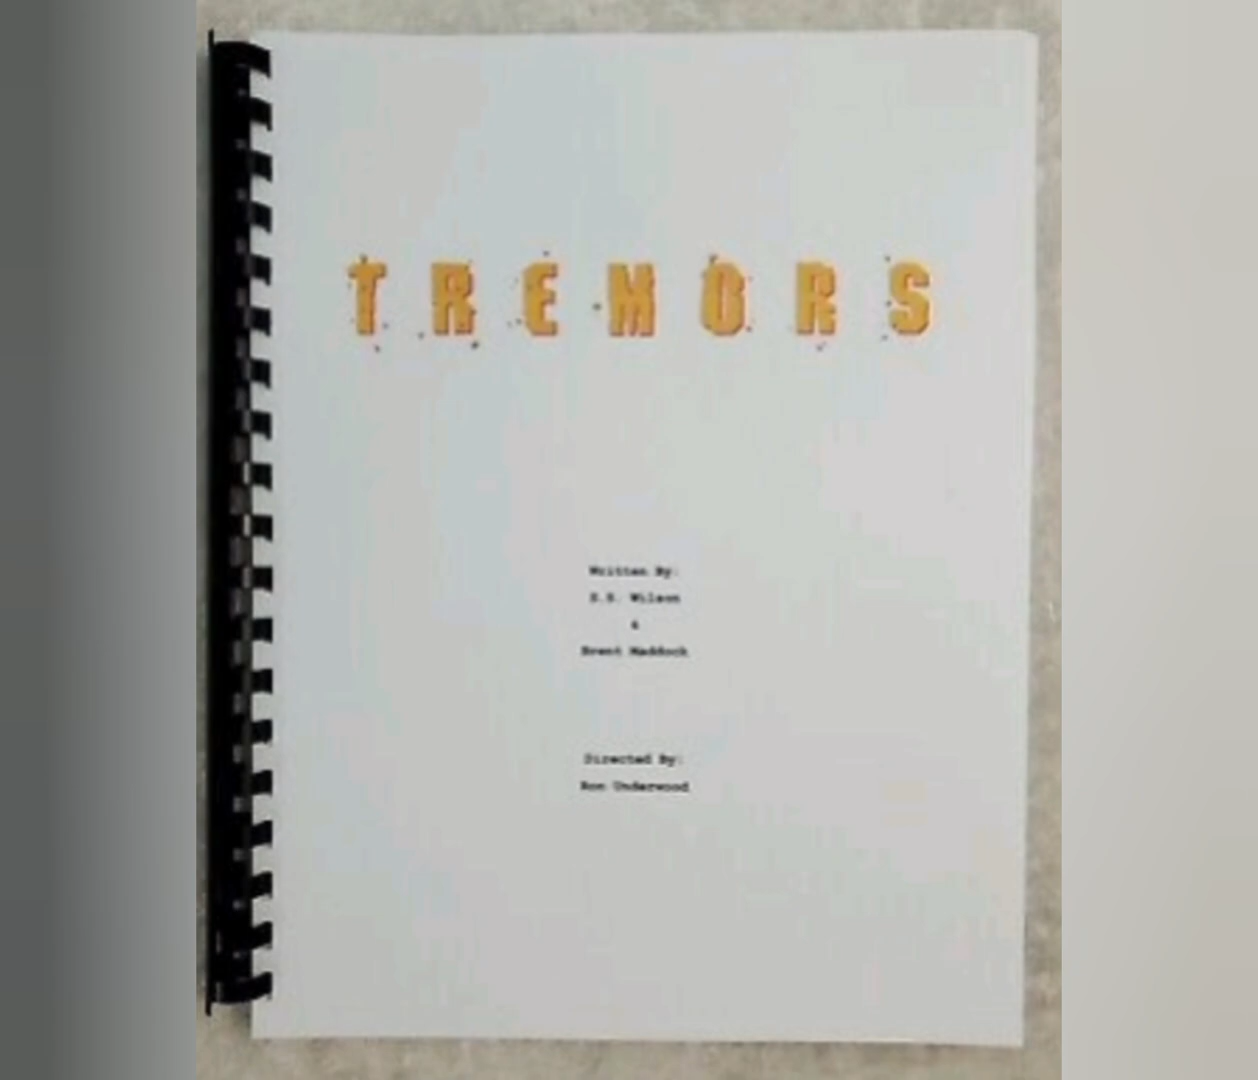 TREMORS
Written By:
S.S. Wilson
&
Brent Maddock
Directed By:
Ron Underwood